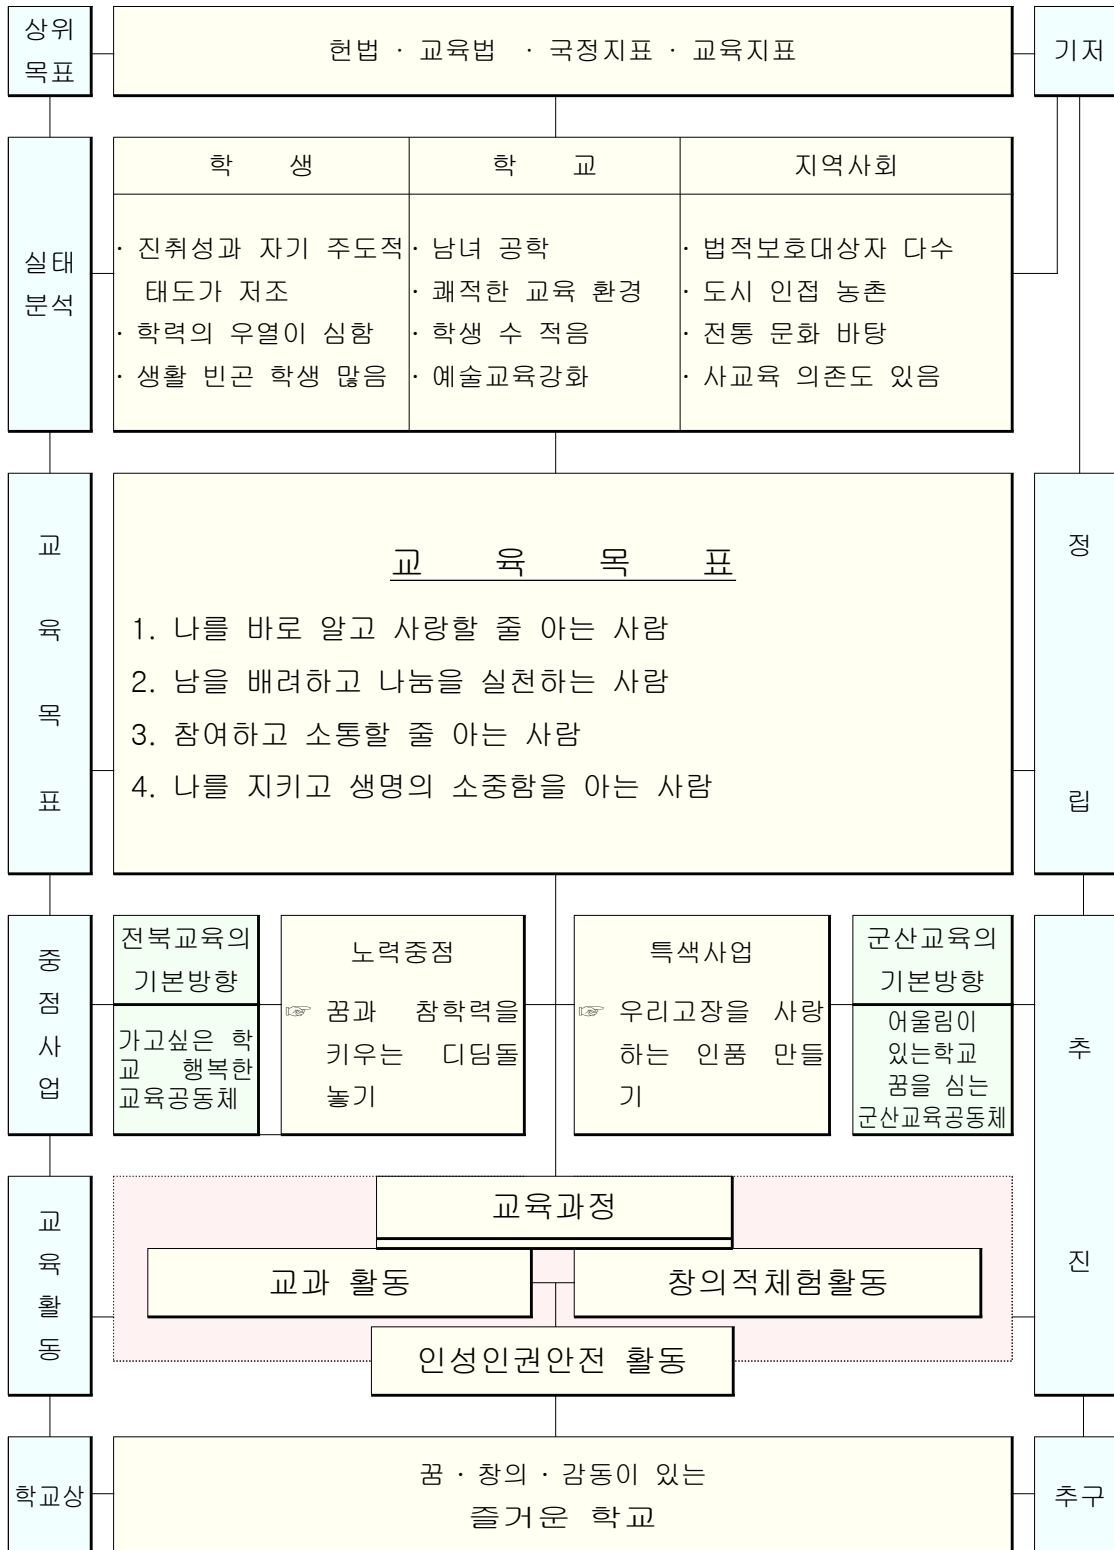 상위
목표
헌법 · 교육법 · 국정지표 · 교육지표
기저
실태
분석
학 생
· 진취성과 자기 주도적
태도가 저조
· 학력의 우열이 심함
· 생활 빈곤 학생 많음
학 교
· 남녀 공학
· 쾌적한 교육 환경
· 학생 수 적음
· 예술교육강화
지역사회
· 법적보호대상자 다수
· 도시 인접 농촌
· 전통 문화 바탕
· 사교육 의존도 있음
교
육
목
표
교 육 목 표
1. 나를 바로 알고 사랑할 줄 아는 사람
2. 남을 배려하고 나눔을 실천하는 사람
3. 참여하고 소통할 줄 아는 사람
4. 나를 지키고 생명의 소중함을 아는 사람
정
립
중
점
사
업
전북교육의
기본방향
가고싶은 학
교 행복한
교육공동체
노력중점
☞ 꿈과 참학력을
키우는 디딤돌
놓기
특색사업
☞ 우리고장을 사랑
하는 인품 만들
기
군산교육의
기본방향
어울림이
있는학교
꿈을 심는
군산교육공동체
추
진
교
육
활
동
교육과정
교과 활동
창의적체험활동
인성인권안전 활동
학교상
꿈 · 창의 · 감동이 있는
즐거운 학교
추구